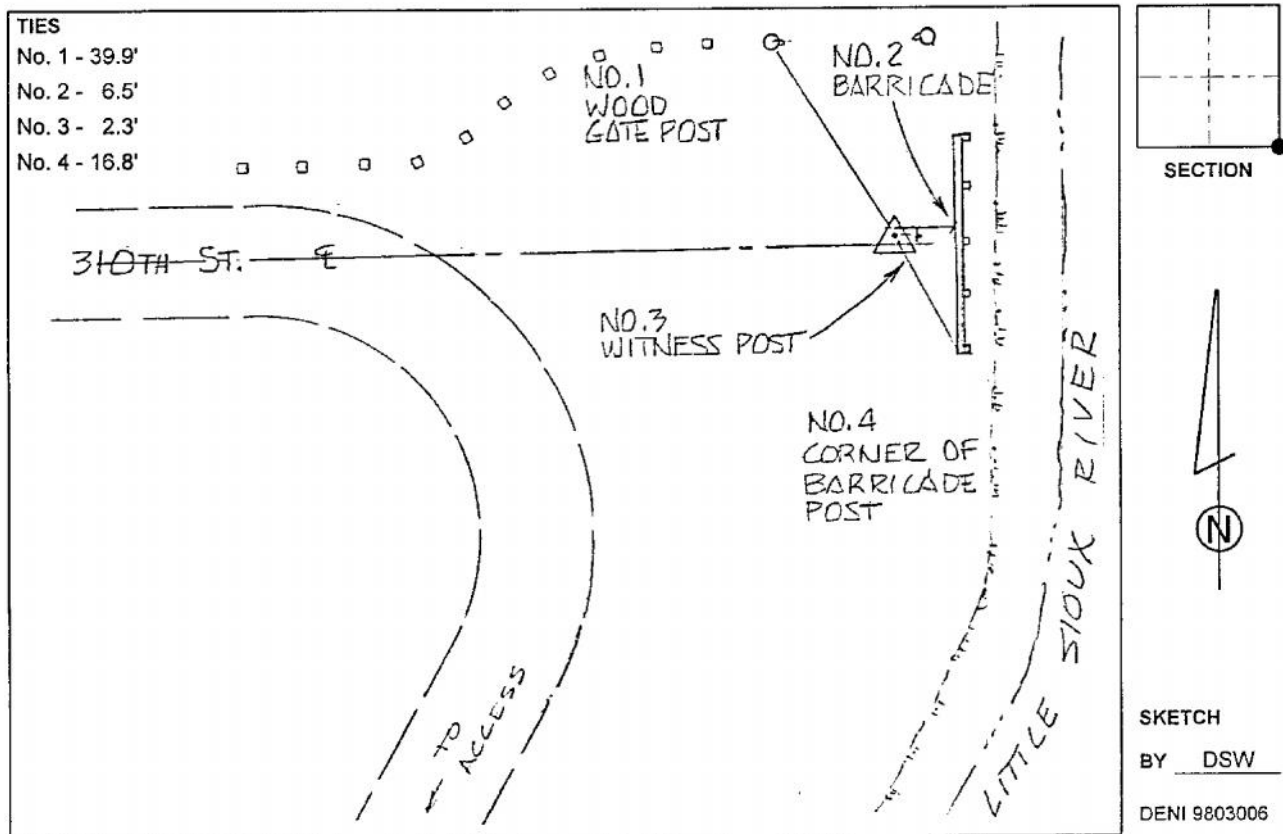 TIES
No. 1 - 39.9'
No. 2 - 6.5'
No. 3 - 2.3'
No. 4 - 16.8'
NO.1
WOOD
GATE POST
NO.2
BARRICADE
310TH ST. ℄
NO.3
WITNESS POST
NO.4
CORNER OF
BARRICADE
POST
TO
ACCESS
LITTLE SIOUX RIVER
SECTION
N
SKETCH
BY DSW
DENI 9803006